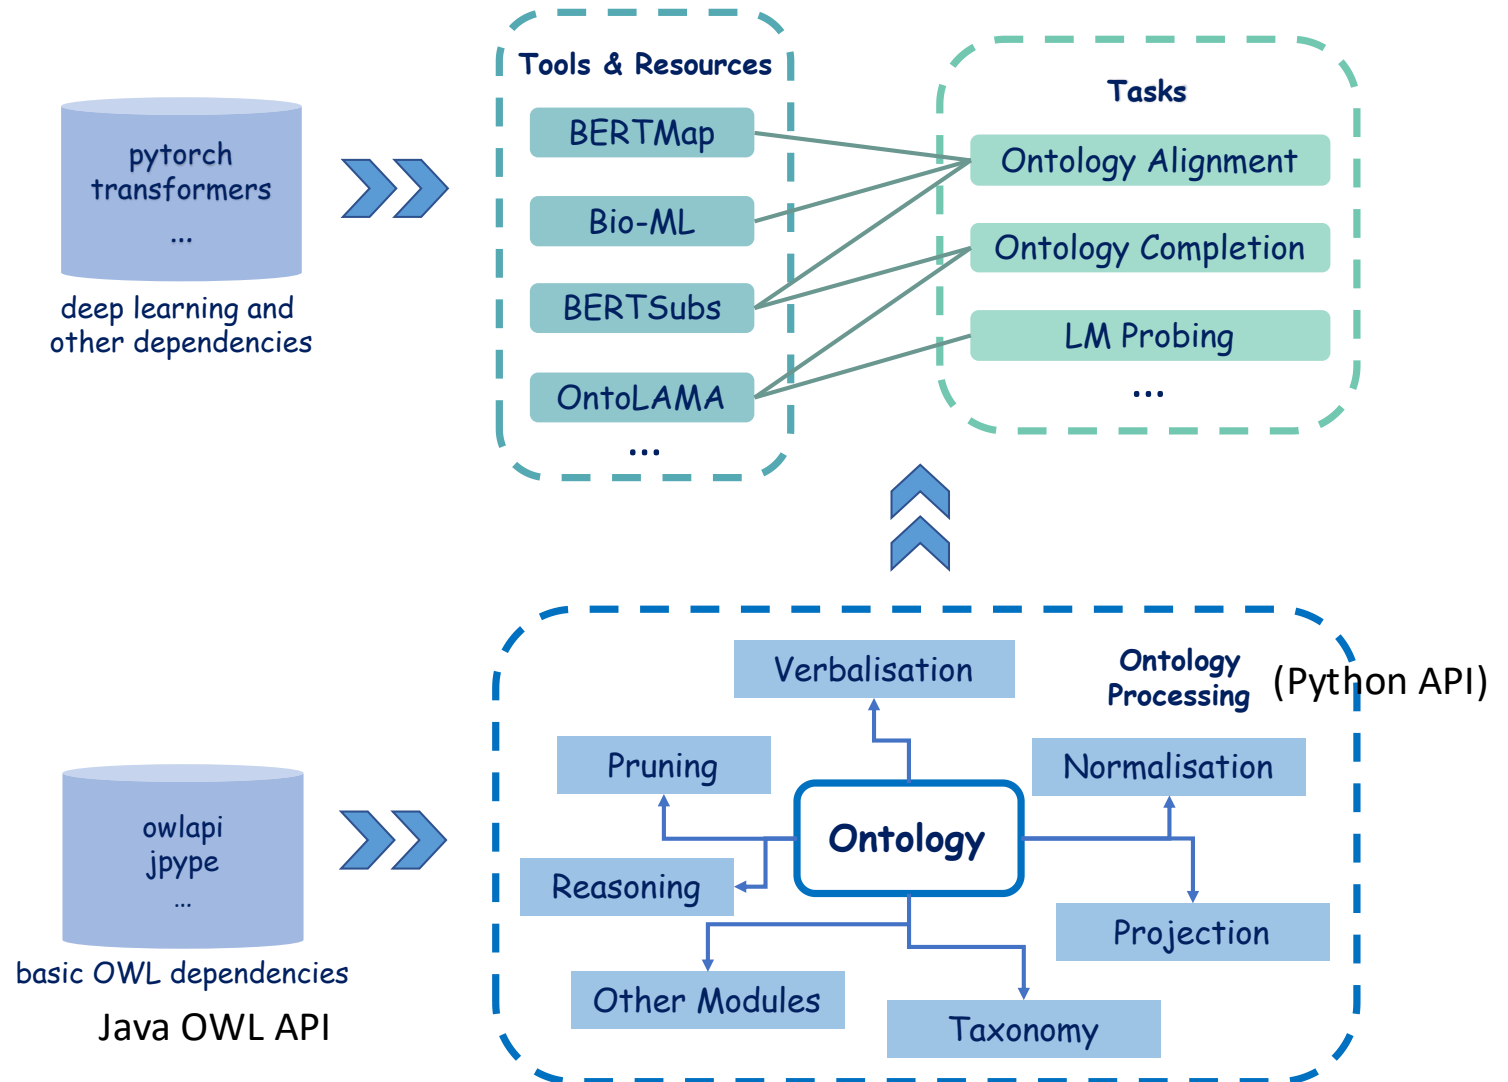 pytorch
transformers
...
deep learning and
other dependencies
Tools & Resources
BERTMap
Bio-ML
BERTSubs
OntoLAMA
...
Tasks
Ontology Alignment
Ontology Completion
LM Probing
...
owlapi
jpype
...
basic OWL dependencies
Java OWL API
Ontology
Processing
(Python API)
Verbalisation
Pruning
Normalisation
Ontology
Reasoning
Projection
Other Modules
Taxonomy